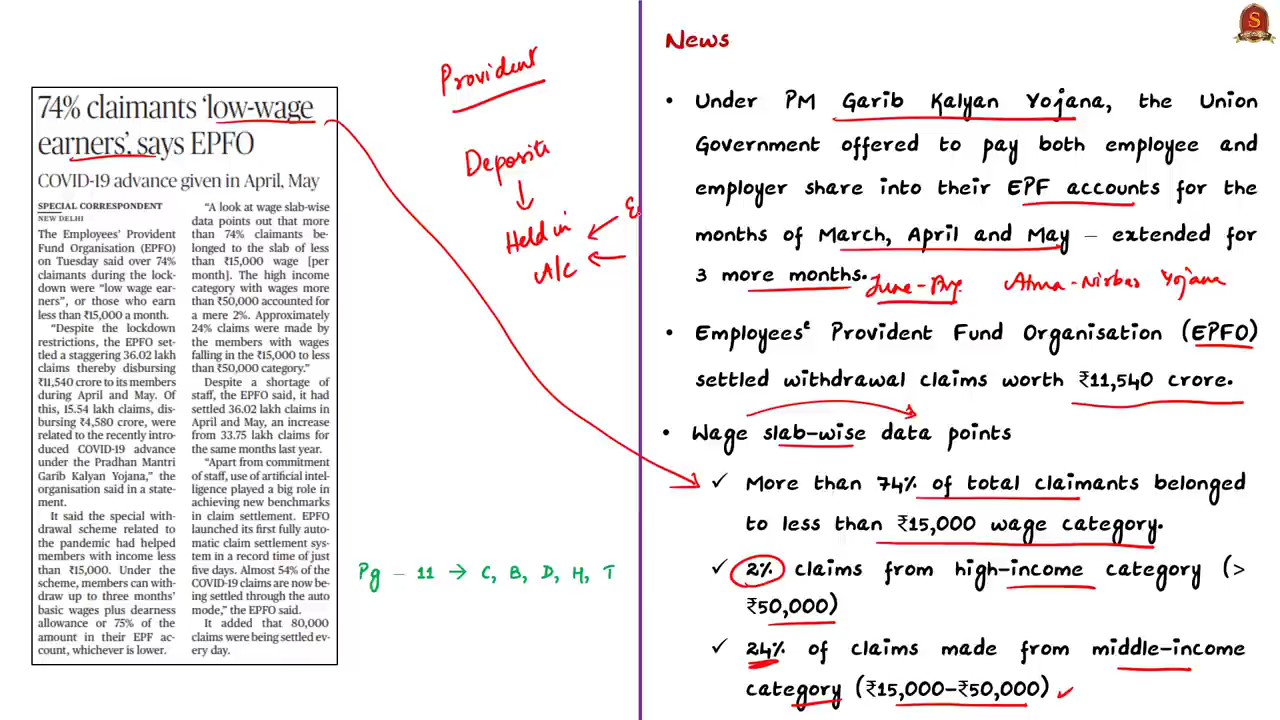 74% claimants ‘low-wage
earners’, says EPFO
COVID-19 advance given in April, May
SPECIAL CORRESPONDENT
NEW DELHI
The Employees’ Provident
Fund Organisation (EPFO)
on Tuesday said over 74%
claimants during the lock-
down were “low wage ear-
ners”, or those who earn
less than ₹15,000 a month.
“Despite the lockdown
restrictions, the EPFO set-
tled a staggering 36.02 lakh
claims thereby disbursing
₹11,540 crore to its members
during April and May. Of
this, 15.54 lakh claims, dis-
bursing ₹4,580 crore, were
related to the recently intro-
duced COVID-19 advance
under the Pradhan Mantri
Garib Kalyan Yojana,” the
organisation said in a state-
ment.
It said the special with-
drawal scheme related to
the pandemic had helped
members with income less
than ₹15,000. Under the
scheme, members can with-
draw up to three months’
basic wages plus dearness
allowance or 75% of the
amount in their EPF ac-
count, whichever is lower.
“A look at wage slab-wise
data points out that more
than 74% claimants be-
longed to the slab of less
than ₹15,000 wage [per
month]. The high income
category with wages more
than ₹50,000 accounted for
a mere 2%. Approximately
24% claims were made by
the members with wages
falling in the ₹15,000 to less
than ₹50,000 category.”
Despite a shortage of
staff, the EPFO said, it had
settled 36.02 lakh claims in
April and May, an increase
from 33.75 lakh claims for
the same months last year.
“Apart from commitment
of staff, use of artificial intel-
ligence played a big role in
achieving new benchmarks
in claim settlement. EPFO
launched its first fully auto-
matic claim settlement sys-
tem in a record time of just
five days. Almost 54% of the
COVID-19 claims are now be-
ing settled through the auto
mode,” the EPFO said.
It added that 80,000
claims were being settled ev-
ery day.
Provident
Deposits
Held in
A/C
Pg - 11 → C, B, D, H, T
News
• Under PM Garib Kalyan Yojana, the Union
Government offered to pay both employee and
employer share into their EPF accounts for the
months of March, April and May – extended for
3 more months.
Atma-Nirbar Yojana
• Employees‘ Provident Fund Organisation (EPFO)
settled withdrawal claims worth ₹11,540 crore.
• Wage slab-wise data points
✓ More than 74% of total claimants belonged
to less than ₹15,000 wage category.
✓ 2% claims from high-income category (>
₹50,000)
✓ 24% of claims made from middle-income
category (₹15,000–₹50,000)